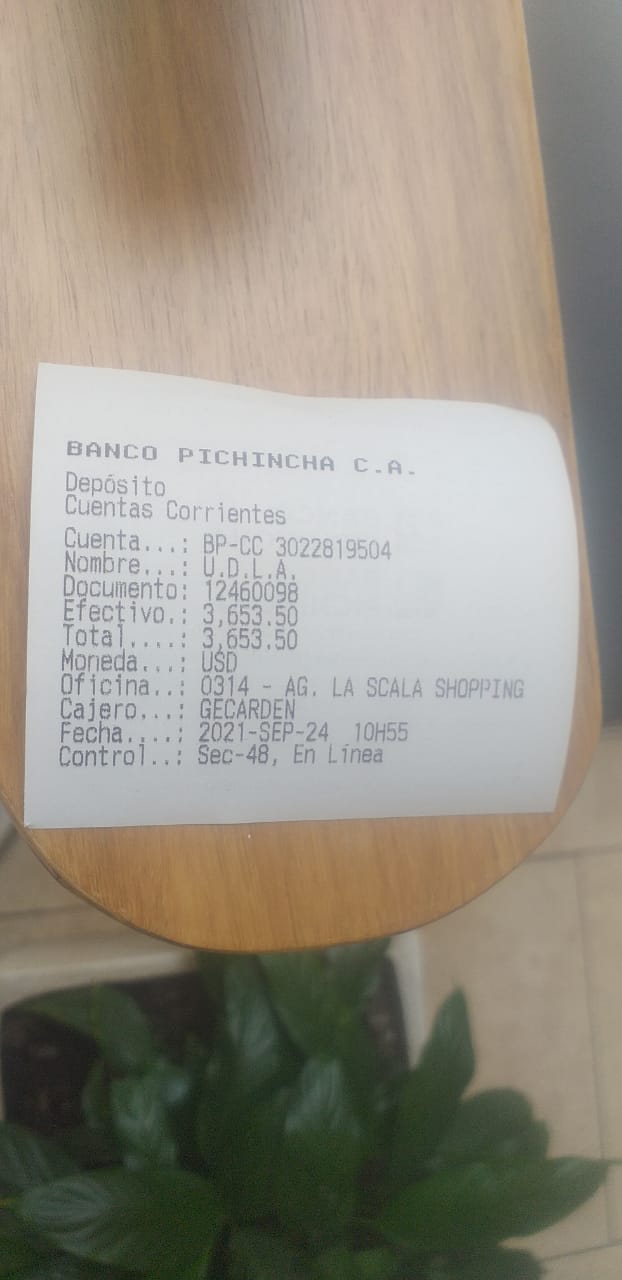 BANCO PICHINCHA C.A.
Depósito
Cuentas Corrientes
Cuenta...: BP-CC 3022819504
Nombre...: U.D.L.A.
Documento: 12460098
Efectivo.: 3,653.50
Total....: 3,653.50
Moneda...: USD
Oficina..: 0314 - AG. LA SCALA SHOPPING
Cajero...: GECARDEN
Fecha....: 2021-SEP-24 10H55
Control..: Sec-48, En Línea